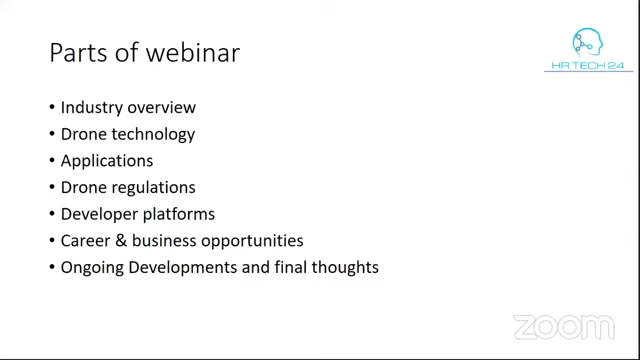 Parts of webinar
HR TECH 24
• Industry overview
• Drone technology
• Applications
• Drone regulations
• Developer platforms
• Career & business opportunities
• Ongoing Developments and final thoughts
zoom